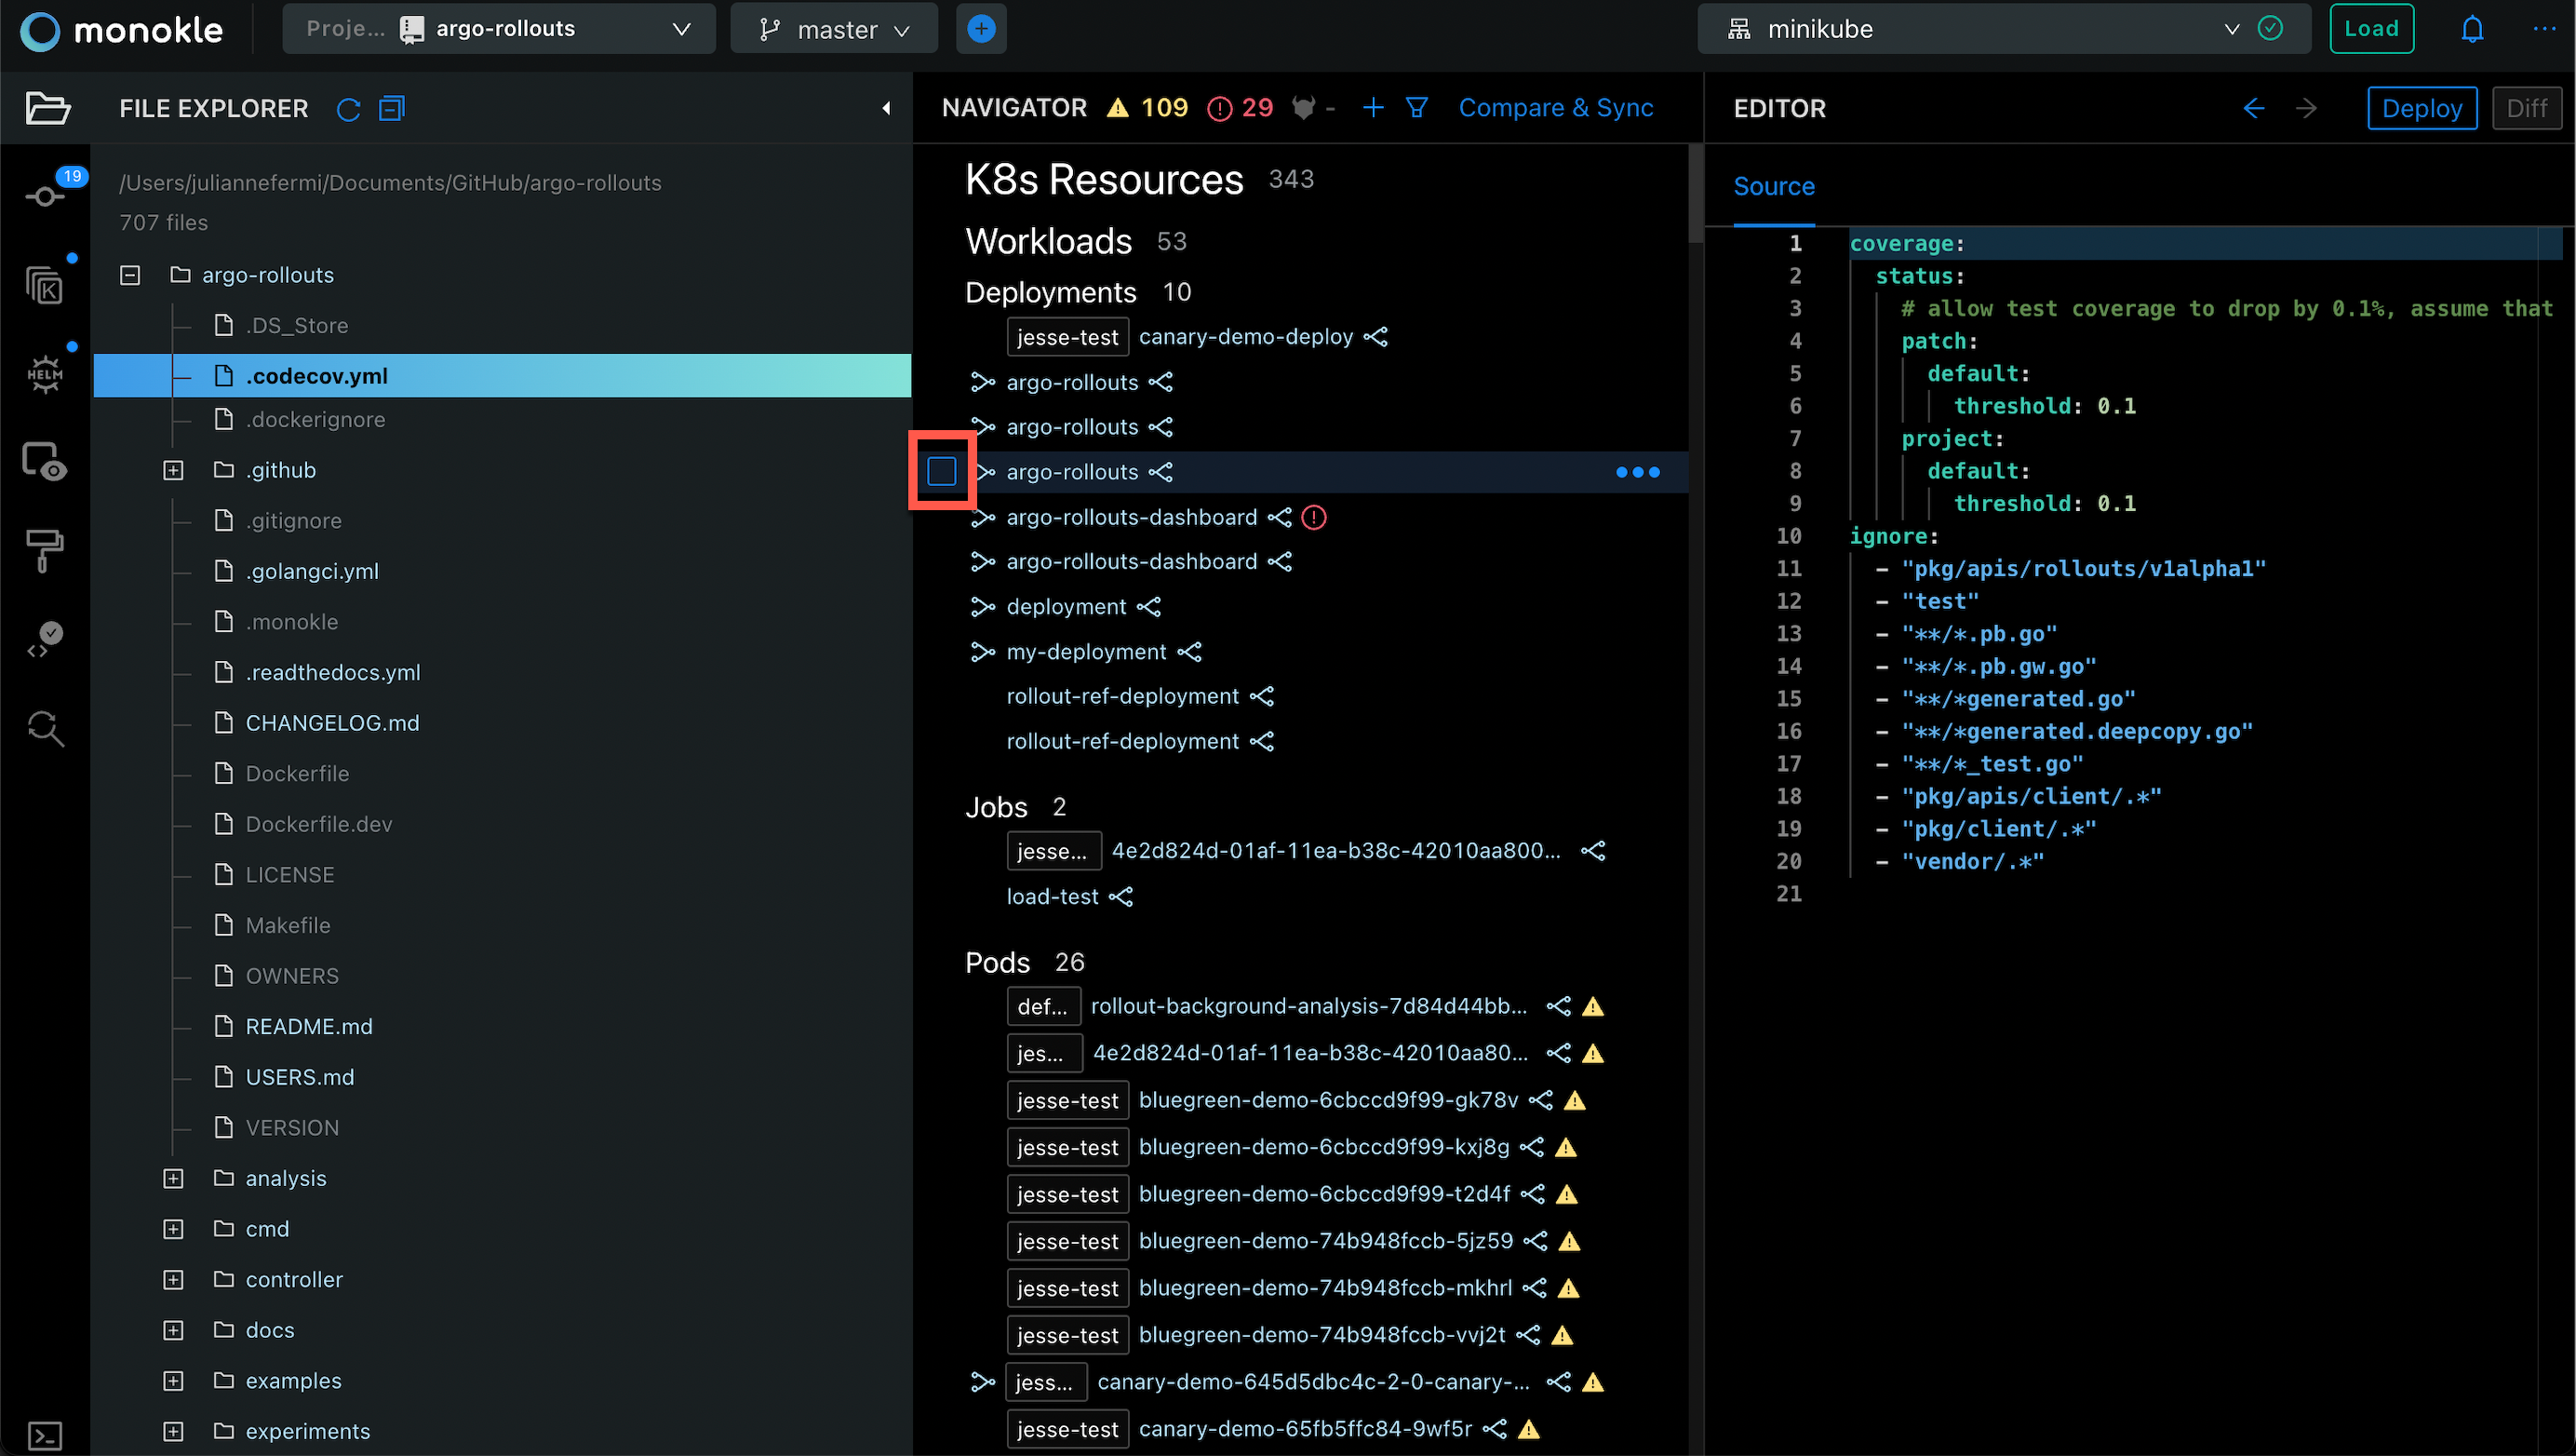 monokle
Proje... argo-rollouts
master
minikube
Load
FILE EXPLORER
NAVIGATOR 109 29 - Compare & Sync
EDITOR
Deploy
Diff
19
HELM
/Users/juliannefermi/Documents/GitHub/argo-rollouts
707 files
argo-rollouts
.DS_Store
.codecov.yml
.dockerignore
.github
.gitignore
.golangci.yml
.monokle
.readthedocs.yml
CHANGELOG.md
Dockerfile
Dockerfile.dev
LICENSE
Makefile
OWNERS
README.md
USERS.md
VERSION
analysis
cmd
controller
docs
examples
experiments
K8s Resources 343
Workloads 53
Deployments 10
jesse-test canary-demo-deploy
argo-rollouts
argo-rollouts
argo-rollouts
argo-rollouts-dashboard
argo-rollouts-dashboard
deployment
my-deployment
rollout-ref-deployment
rollout-ref-deployment
Jobs 2
jesse... 4e2d824d-01af-11ea-b38c-42010aa800...
load-test
Pods 26
def... rollout-background-analysis-7d84d44bb...
jes... 4e2d824d-01af-11ea-b38c-42010aa80...
jesse-test bluegreen-demo-6cbccd9f99-gk78v
jesse-test bluegreen-demo-6cbccd9f99-kxj8g
jesse-test bluegreen-demo-6cbccd9f99-t2d4f
jesse-test bluegreen-demo-74b948fccb-5jz59
jesse-test bluegreen-demo-74b948fccb-mkhrl
jesse-test bluegreen-demo-74b948fccb-vvj2t
jess... canary-demo-645d5dbc4c-2-0-canary-...
jesse-test canary-demo-65fb5ffc84-9wf5r
Source
1 coverage:
2 status:
3 # allow test coverage to drop by 0.1%, assume that
4 patch:
5 default:
6 threshold: 0.1
7 project:
8 default:
9 threshold: 0.1
10 ignore:
11 - "pkg/apis/rollouts/v1alpha1"
12 - "test"
13 - "**/*.pb.go"
14 - "**/*.pb.gw.go"
15 - "**/*generated.go"
16 - "**/*generated.deepcopy.go"
17 - "**/*_test.go"
18 - "pkg/apis/client/.*"
19 - "pkg/client/.*"
20 - "vendor/.*"
21